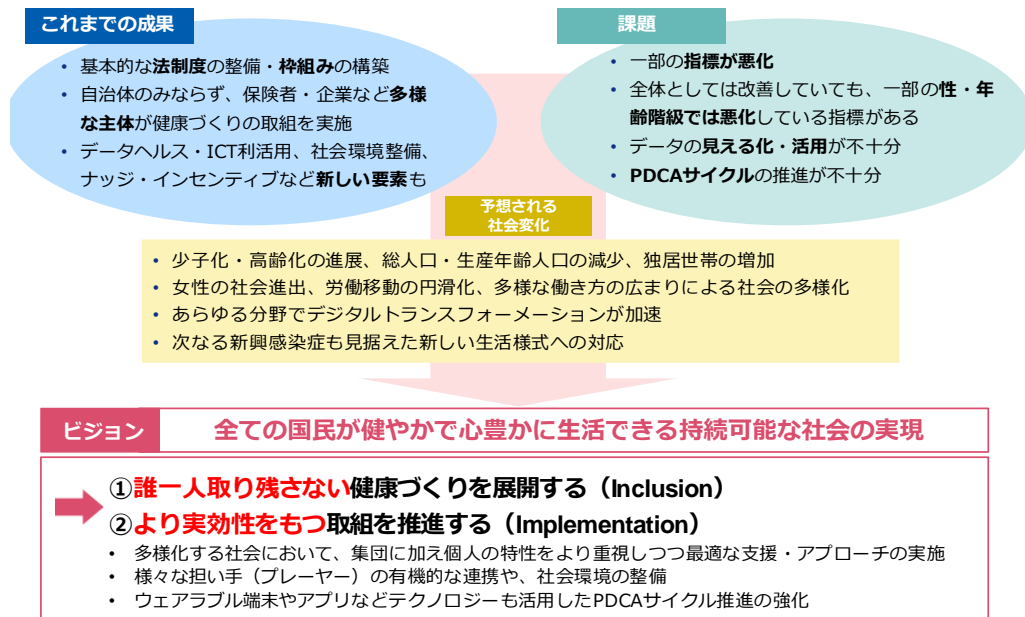 これまでの成果
• 基本的な法制度の整備・枠組みの構築
• 自治体のみならず、保険者・企業など多様
な主体が健康づくりの取組を実施
• データヘルス・ICT利活用、社会環境整備、
ナッジ・インセンティブなど新しい要素も
課題
• 一部の指標が悪化
• 全体としては改善していても、一部の性・年
齢階級では悪化している指標がある
• データの見える化・活用が不十分
• PDCAサイクルの推進が不十分
予想される
社会変化
• 少子化・高齢化の進展、総人口・生産年齢人口の減少、独居世帯の増加
• 女性の社会進出、労働移動の円滑化、多様な働き方の広まりによる社会の多様化
• あらゆる分野でデジタルトランスフォーメーションが加速
• 次なる新興感染症も見据えた新しい生活様式への対応
ビジョン 全ての国民が健やかで心豊かに生活できる持続可能な社会の実現
①誰一人取り残さない健康づくりを展開する（Inclusion）
②より実効性をもつ取組を推進する（Implementation）
• 多様化する社会において、集団に加え個人の特性をより重視しつつ最適な支援・アプローチの実施
• 様々な担い手（プレーヤー）の有機的な連携や、社会環境の整備
• ウェアラブル端末やアプリなどテクノロジーも活用したPDCAサイクル推進の強化